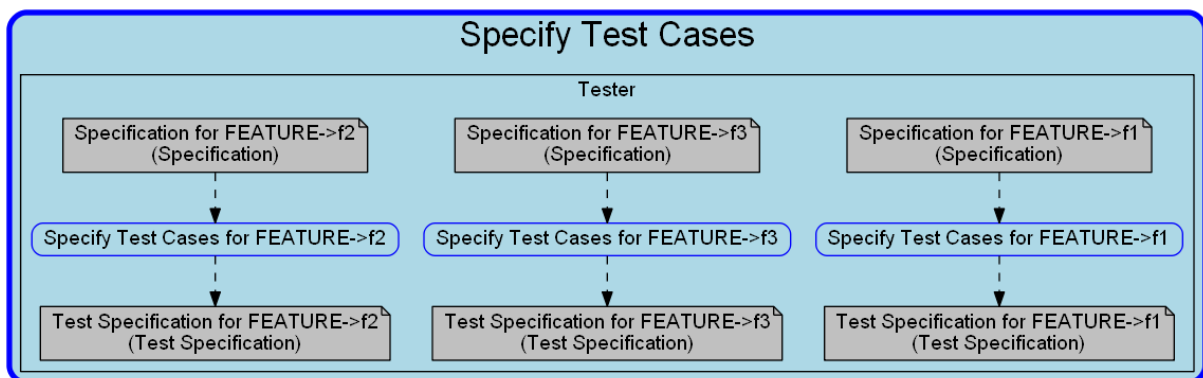 Specify Test Cases
Tester
Specification for FEATURE->f2
(Specification)
Specification for FEATURE->f3
(Specification)
Specification for FEATURE->f1
(Specification)
Specify Test Cases for FEATURE->f2
Specify Test Cases for FEATURE->f3
Specify Test Cases for FEATURE->f1
Test Specification for FEATURE->f2
(Test Specification)
Test Specification for FEATURE->f3
(Test Specification)
Test Specification for FEATURE->f1
(Test Specification)